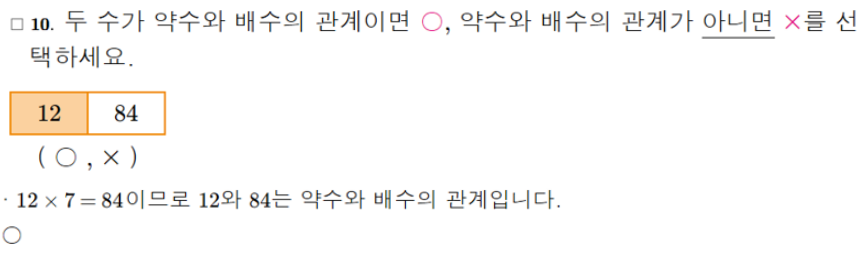 □ 10. 두 수가 약수와 배수의 관계이면 ○, 약수와 배수의 관계가 아니면 ×를 선
택하세요.
12 84
( ○ , × )
· 12 × 7 = 84이므로 12와 84는 약수와 배수의 관계입니다.
○